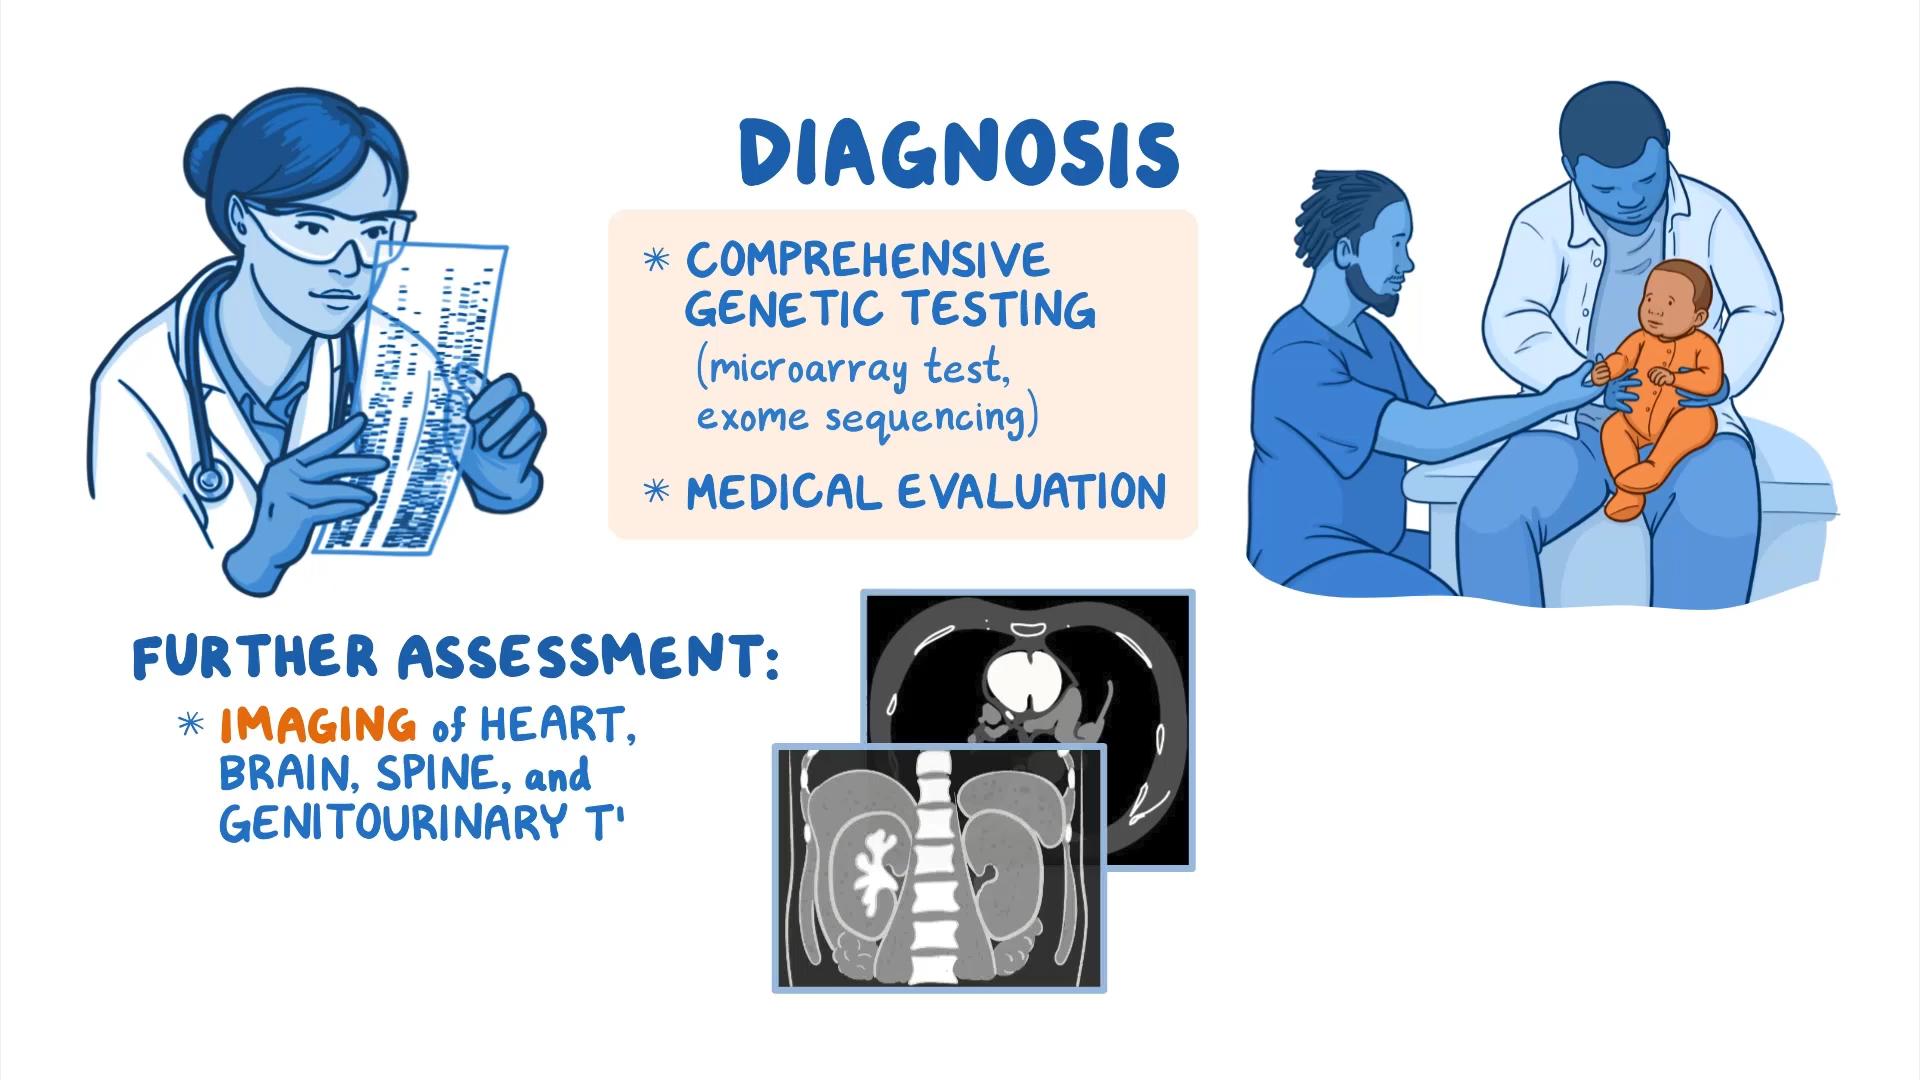 DIAGNOSIS
* COMPREHENSIVE
GENETIC TESTING
(microarray test,
exome sequencing)
* MEDICAL EVALUATION
FURTHER ASSESSMENT:
* IMAGING of HEART,
BRAIN, SPINE, and
GENITOURINARY T'